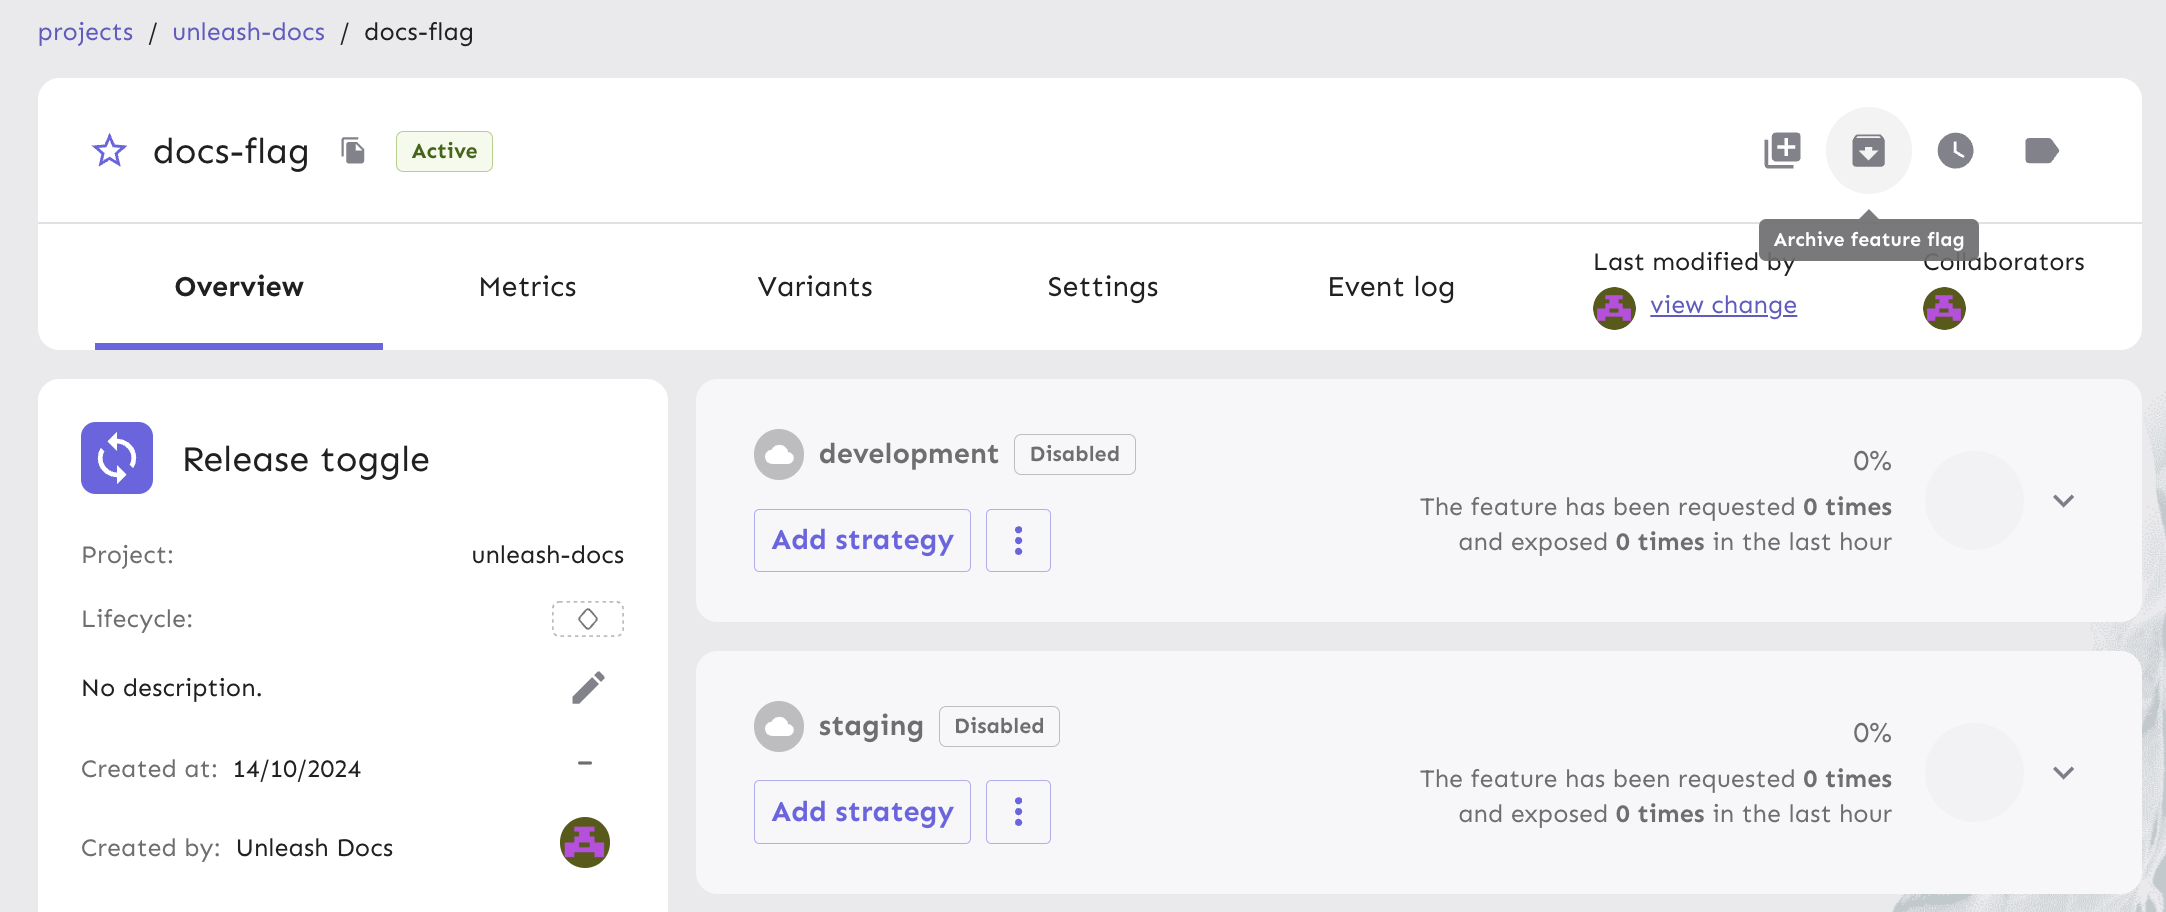 projects / unleash-docs / docs-flag
docs-flag
Active
Archive feature flag
Overview
Metrics
Variants
Settings
Event log
Last modified by
view change
Collaborators
Release toggle
Project: unleash-docs
Lifecycle:
No description.
Created at: 14/10/2024 –
Created by: Unleash Docs
development Disabled
Add strategy
0%
The feature has been requested 0 times
and exposed 0 times in the last hour
staging Disabled
Add strategy
0%
The feature has been requested 0 times
and exposed 0 times in the last hour